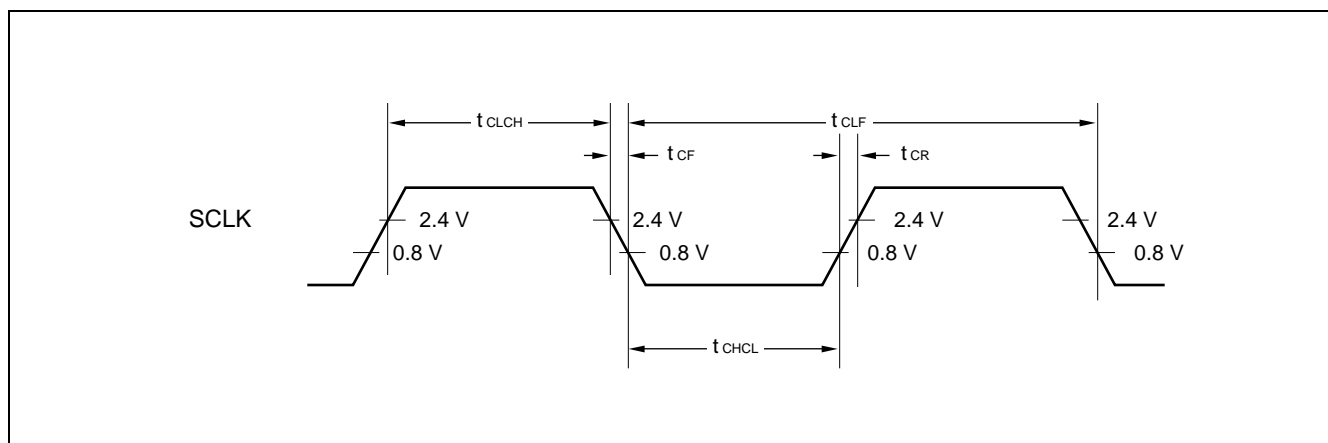 t CLCH
t CLF
t CF
t CR
SCLK
2.4 V
2.4 V
2.4 V
2.4 V
0.8 V
0.8 V
0.8 V
0.8 V
t CHCL